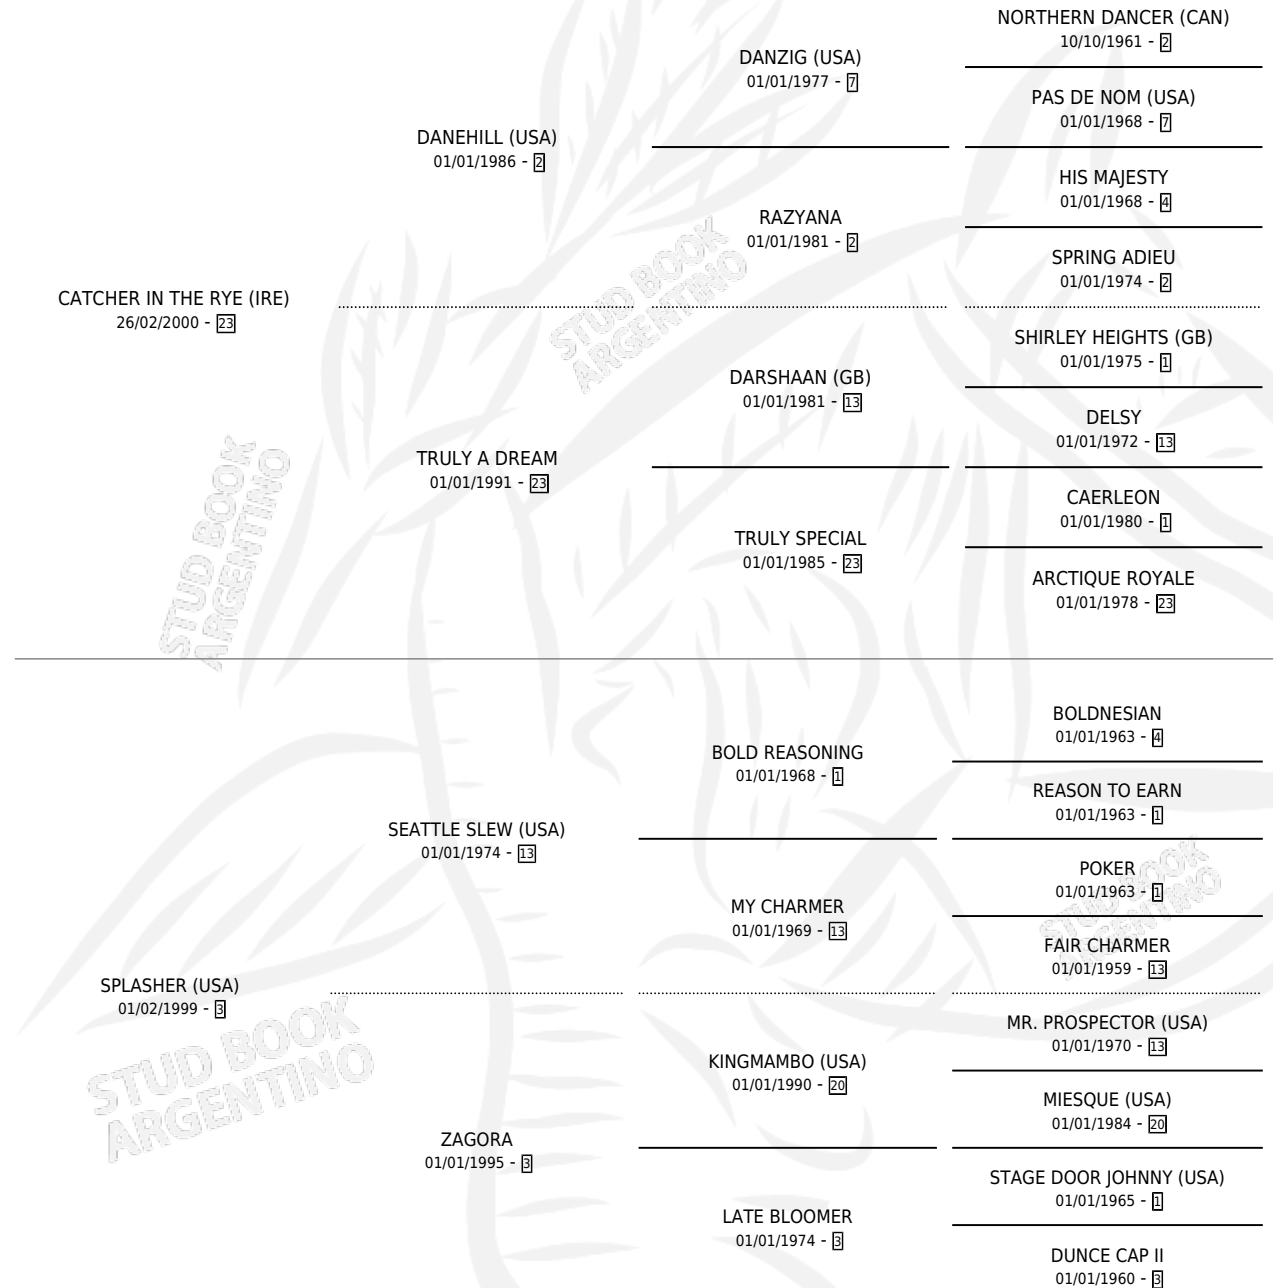 NORTHERN DANCER (CAN)
10/10/1961 - 2
DANZIG (USA)
01/01/1977 - 7
PAS DE NOM (USA)
01/01/1968 - 7
DANEHILL (USA)
01/01/1986 - 2
HIS MAJESTY
01/01/1968 - 4
RAZYANA
01/01/1981 - 2
SPRING ADIEU
01/01/1974 - 2
CATCHER IN THE RYE (IRE)
26/02/2000 - 23
STUD BOOK
ARGENTINO
SHIRLEY HEIGHTS (GB)
01/01/1975 - 1
DARSHAAN (GB)
01/01/1981 - 13
DELSY
01/01/1972 - 13
TRULY A DREAM
01/01/1991 - 23
CAERLEON
01/01/1980 - 1
TRULY SPECIAL
01/01/1985 - 23
ARCTIQUE ROYALE
01/01/1978 - 23
STUD BOOK
ARGENTINO
BOLDNESIAN
01/01/1963 - 4
BOLD REASONING
01/01/1968 - 1
REASON TO EARN
01/01/1963 - 1
SEATTLE SLEW (USA)
01/01/1974 - 13
POKER
01/01/1963 - 1
MY CHARMER
01/01/1969 - 13
FAIR CHARMER
01/01/1959 - 13
STUD BOOK
ARGENTINO
SPLASHER (USA)
01/02/1999 - 3
MR. PROSPECTOR (USA)
01/01/1970 - 13
KINGMAMBO (USA)
01/01/1990 - 20
MIESQUE (USA)
01/01/1984 - 20
STUD BOOK
ARGENTINO
ZAGORA
01/01/1995 - 3
STAGE DOOR JOHNNY (USA)
01/01/1965 - 1
LATE BLOOMER
01/01/1974 - 3
DUNCE CAP II
01/01/1960 - 3